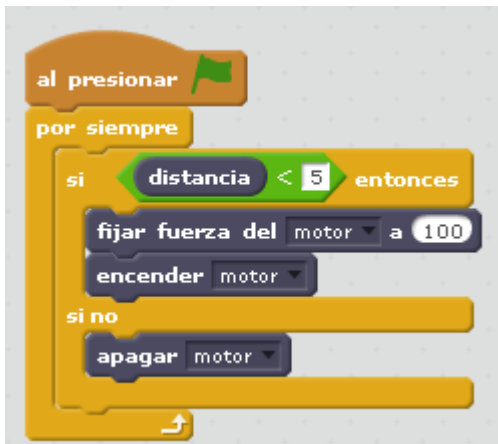 al presionar
por siempre
si distancia < 5 entonces
fijar fuerza del motor a 100
encender motor
si no
apagar motor